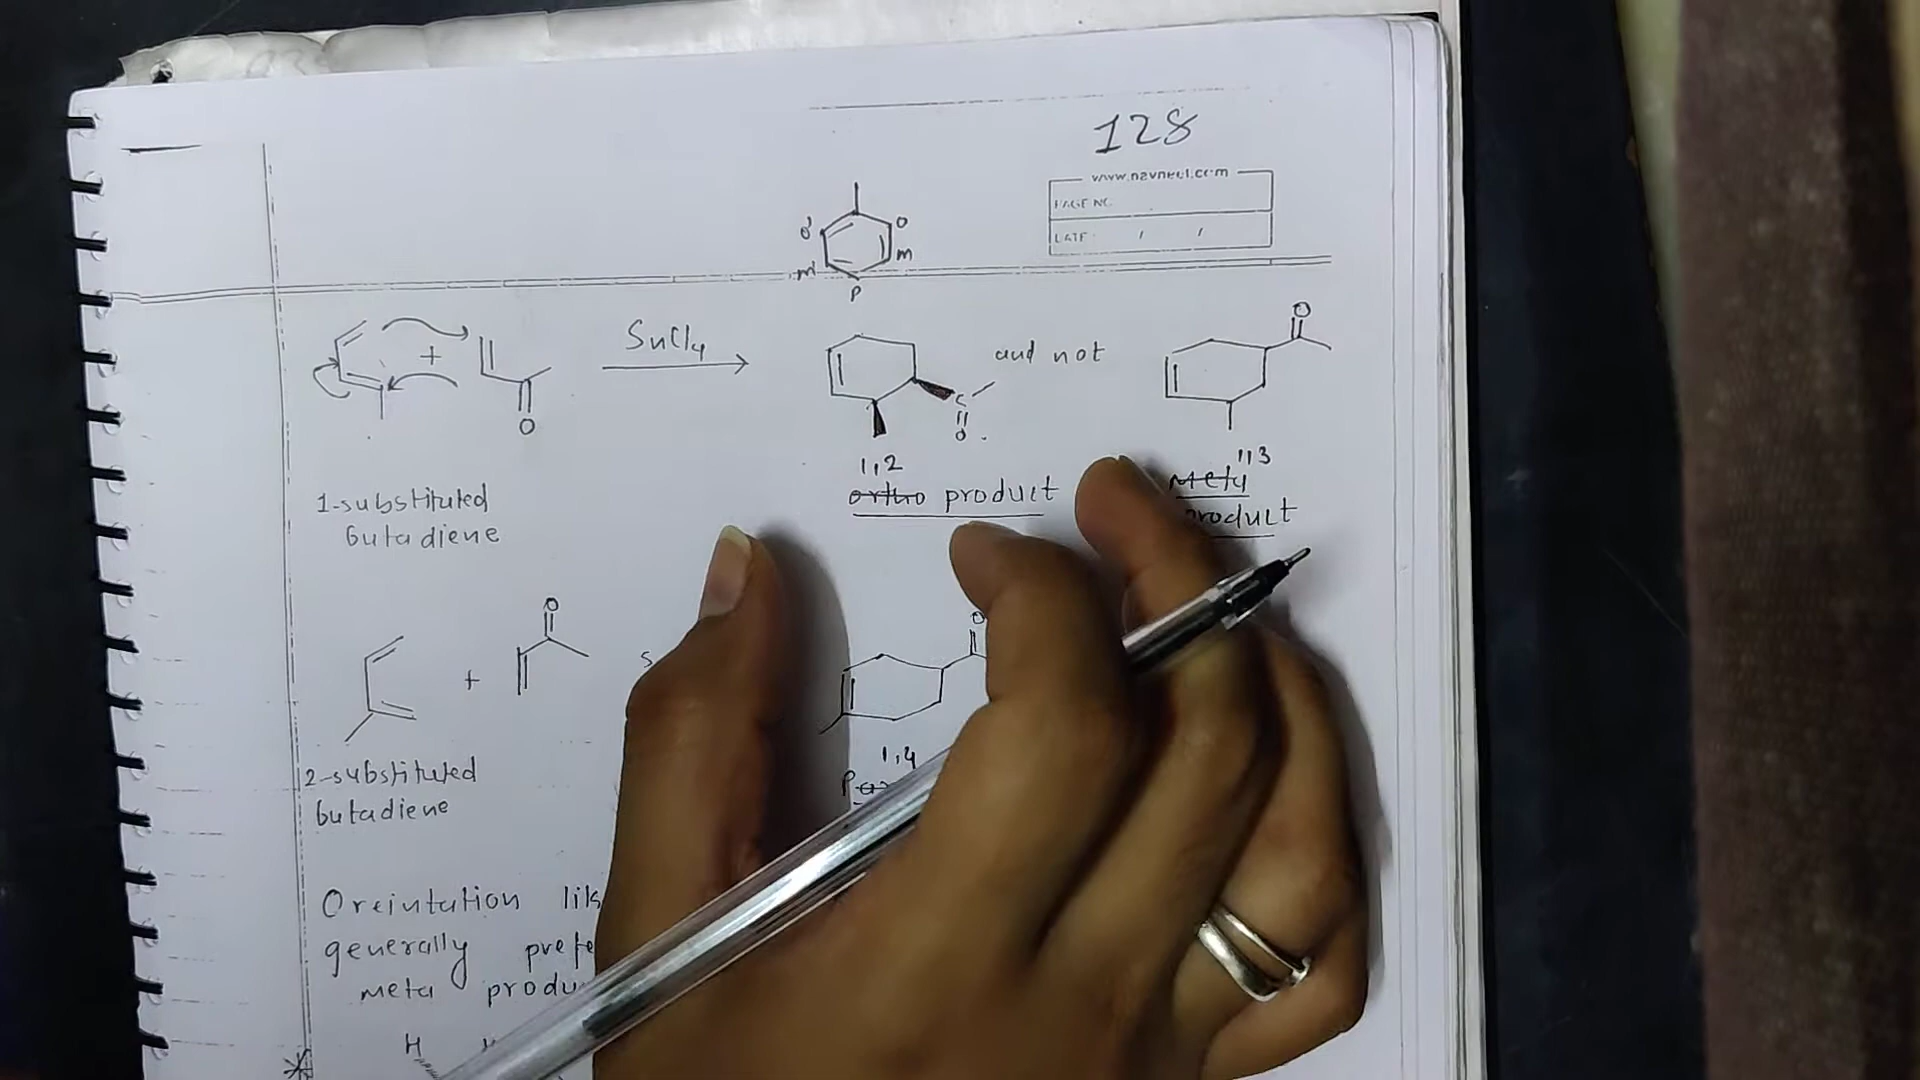 128
www.navneet.com
PAGE NO.
DATE : / /
o' o
m' m
P
+ SnCl4 and not
O
O
C
O
1,2
ortho product
1,3
Meta
product
1-substituted
butadiene
O
+
O
2-substituted
butadiene
1,4
Oreintation
generally
meta
H